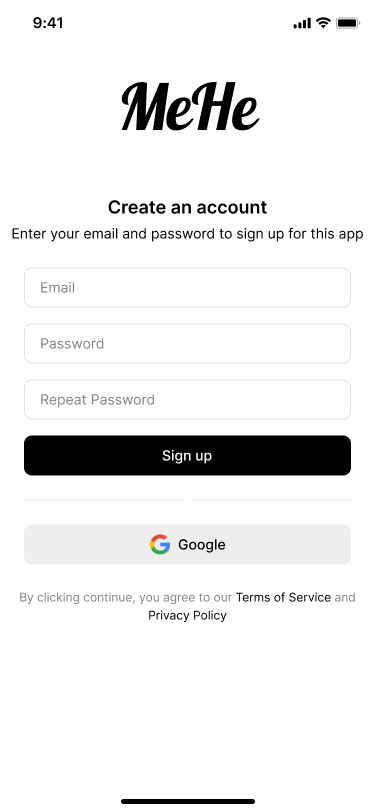 9:41
MeHe
Create an account
Enter your email and password to sign up for this app
Email
Password
Repeat Password
Sign up
Google
By clicking continue, you agree to our Terms of Service and
Privacy Policy